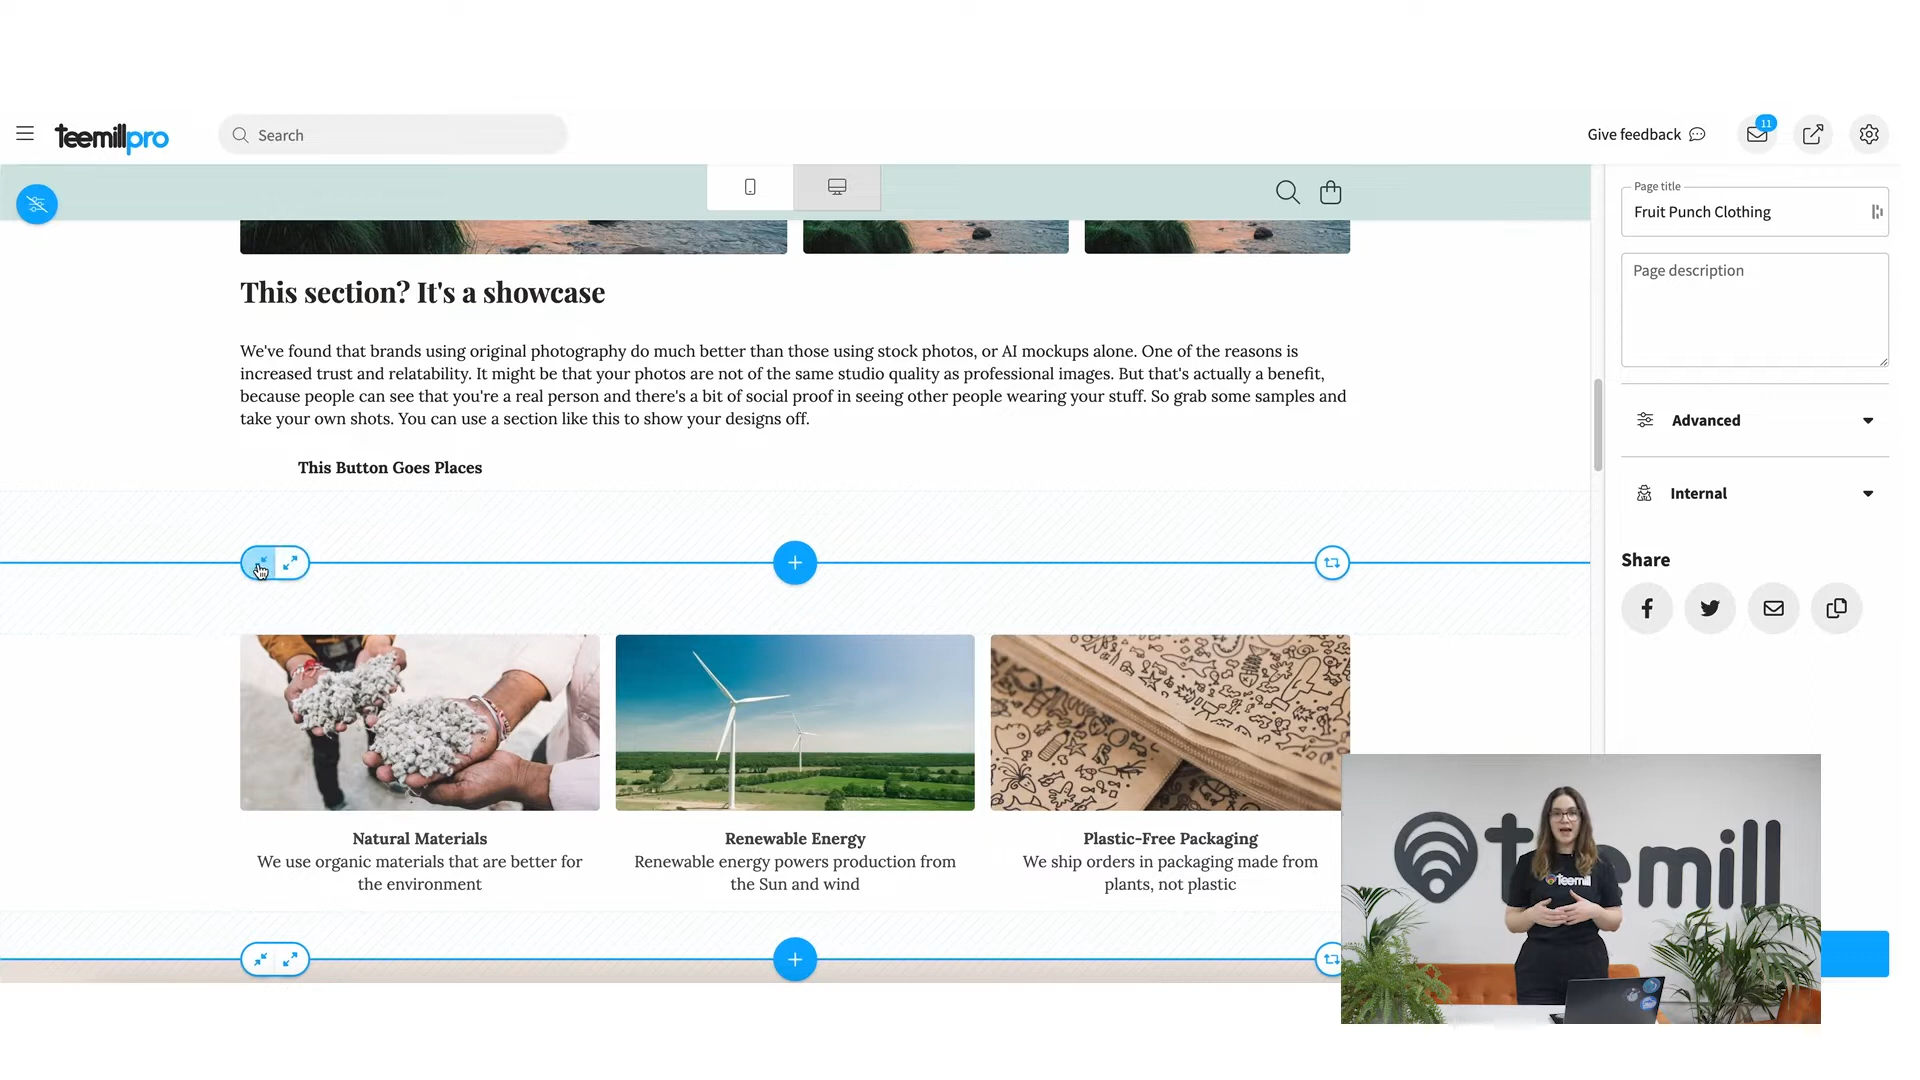 teemillpro
Search
Give feedback
11
Page title
Fruit Punch Clothing
Page description
This section? It's a showcase
We've found that brands using original photography do much better than those using stock photos, or AI mockups alone. One of the reasons is
increased trust and relatability. It might be that your photos are not of the same studio quality as professional images. But that's actually a benefit,
because people can see that you're a real person and there's a bit of social proof in seeing other people wearing your stuff. So grab some samples and
take your own shots. You can use a section like this to show your designs off.
Advanced
This Button Goes Places
Internal
Share
Natural Materials
We use organic materials that are better for
the environment
Renewable Energy
Renewable energy powers production from
the Sun and wind
Plastic-Free Packaging
We ship orders in packaging made from
plants, not plastic
teemill
teemill